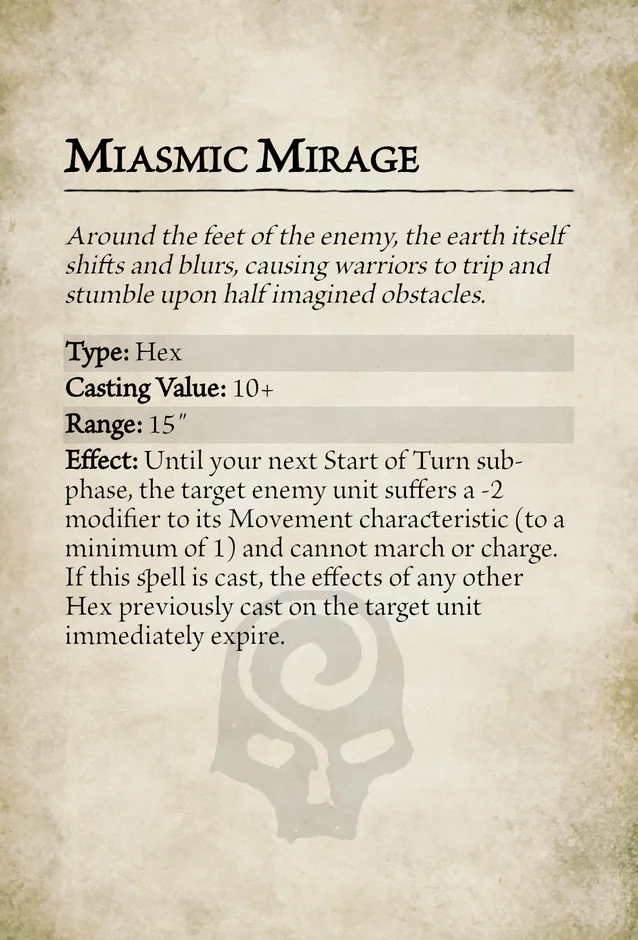 Miasmic Mirage
Around the feet of the enemy, the earth itself
shifts and blurs, causing warriors to trip and
stumble upon half imagined obstacles.
Type: Hex
Casting Value: 10+
Range: 15"
Effect: Until your next Start of Turn sub-
phase, the target enemy unit suffers a -2
modifier to its Movement characteristic (to a
minimum of 1) and cannot march or charge.
If this spell is cast, the effects of any other
Hex previously cast on the target unit
immediately expire.